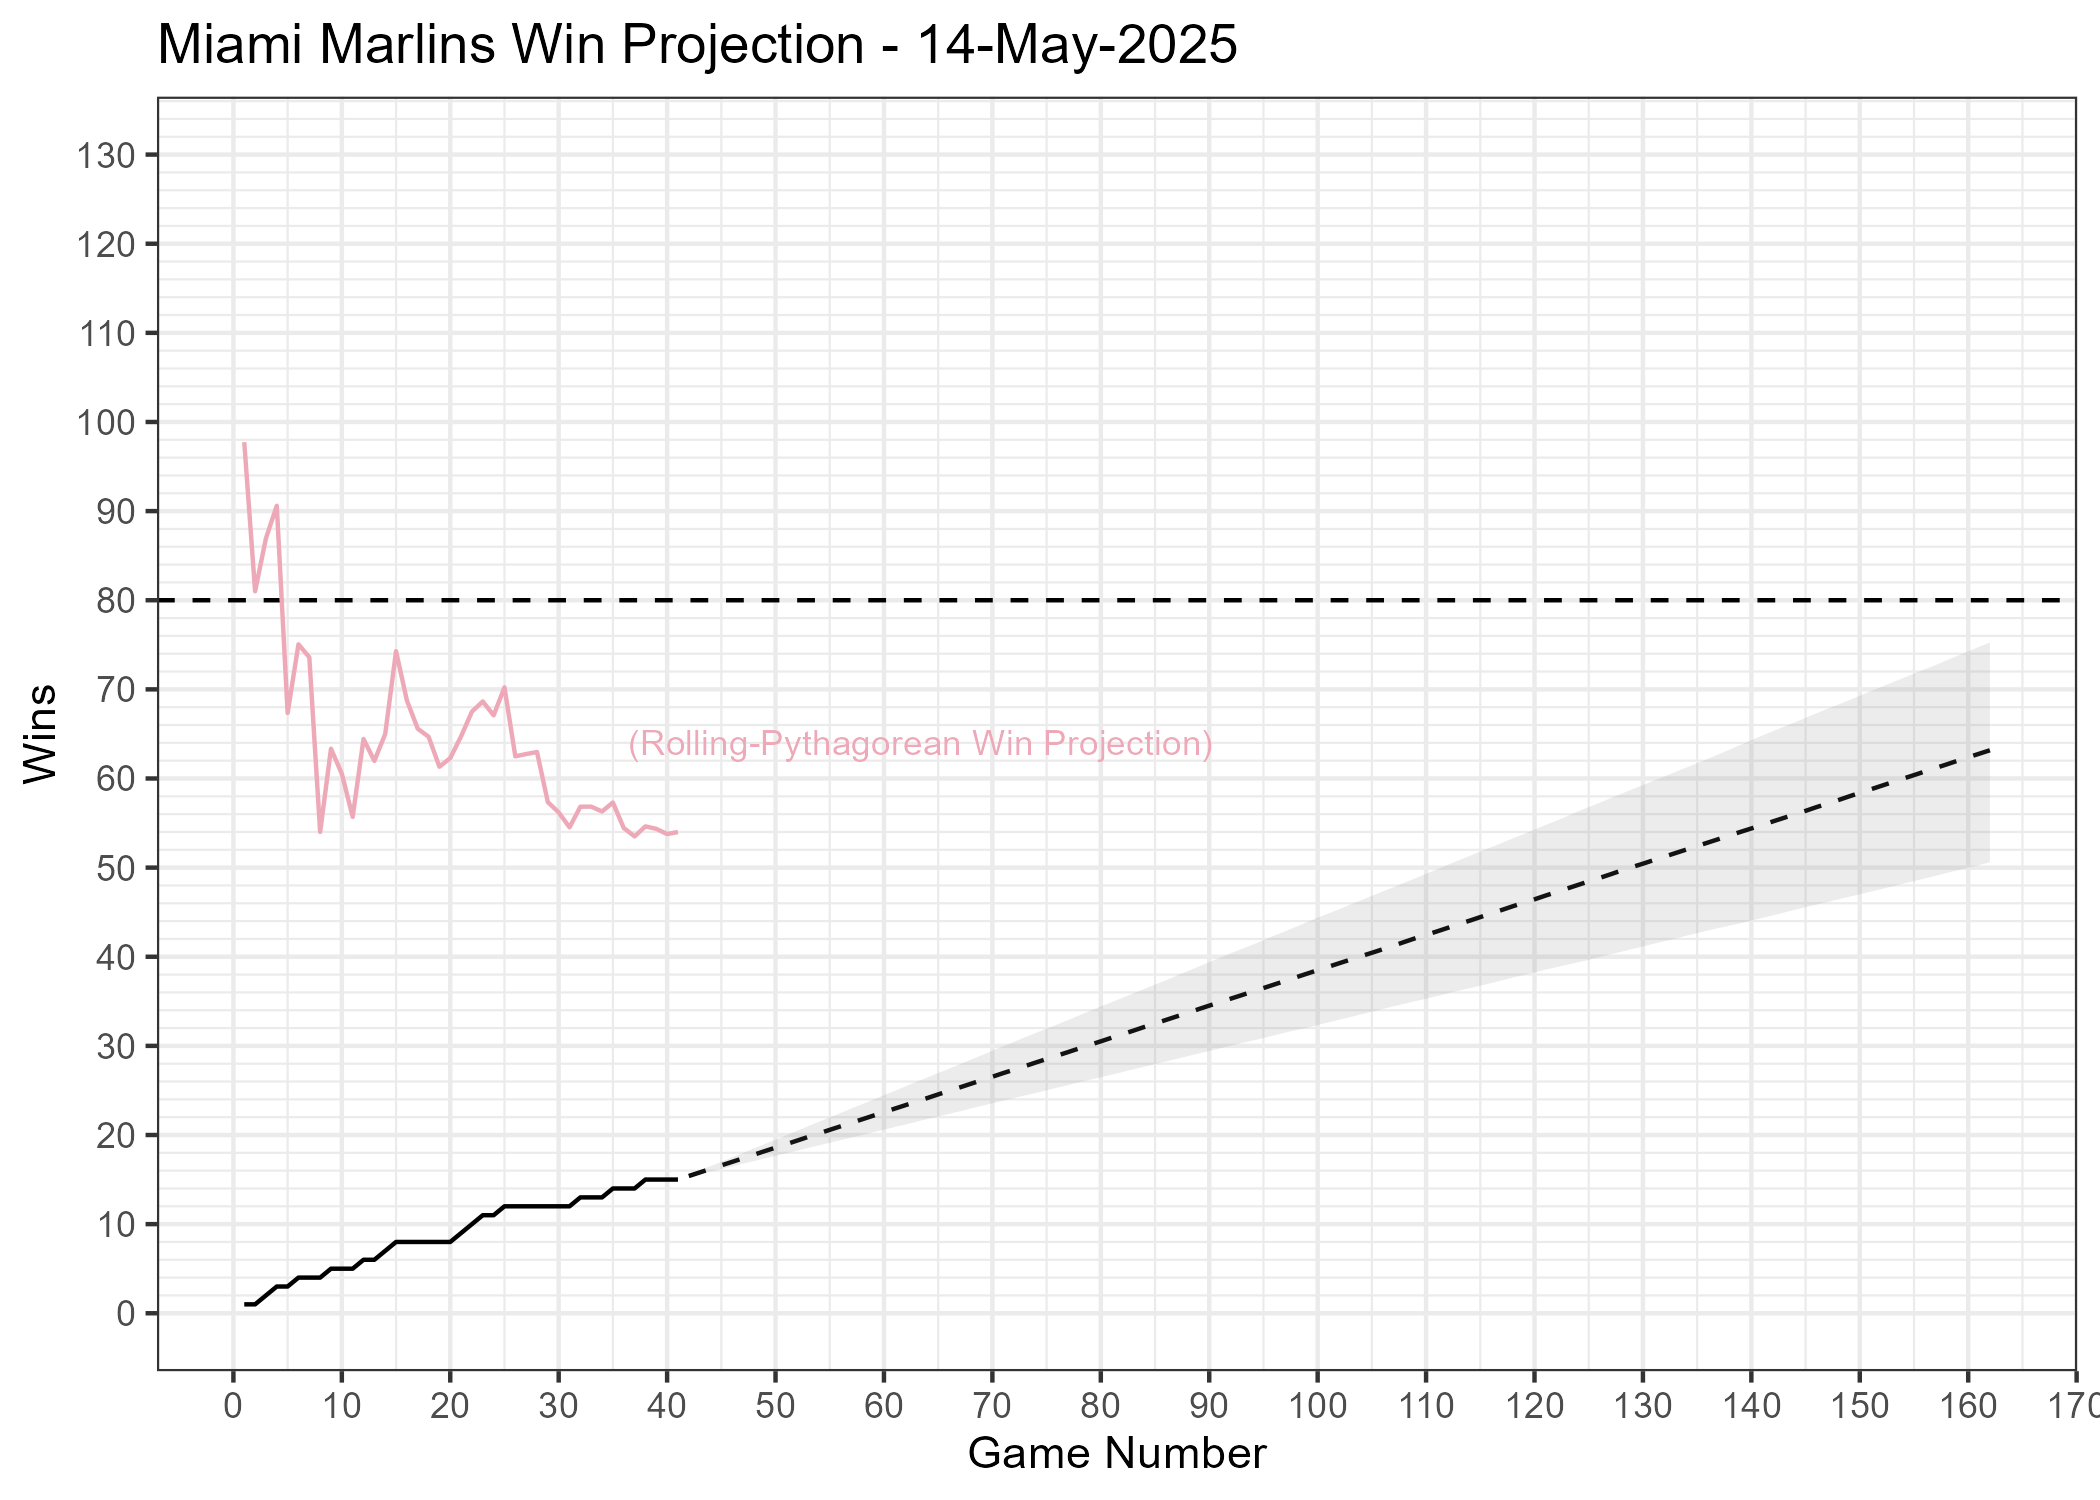 Miami Marlins Win Projection - 14-May-2025
Wins
130
120
110
100
90
80
70
60
50
40
30
20
10
0
(Rolling-Pythagorean Win Projection)
0 10 20 30 40 50 60 70 80 90 100 110 120 130 140 150 160 170
Game Number